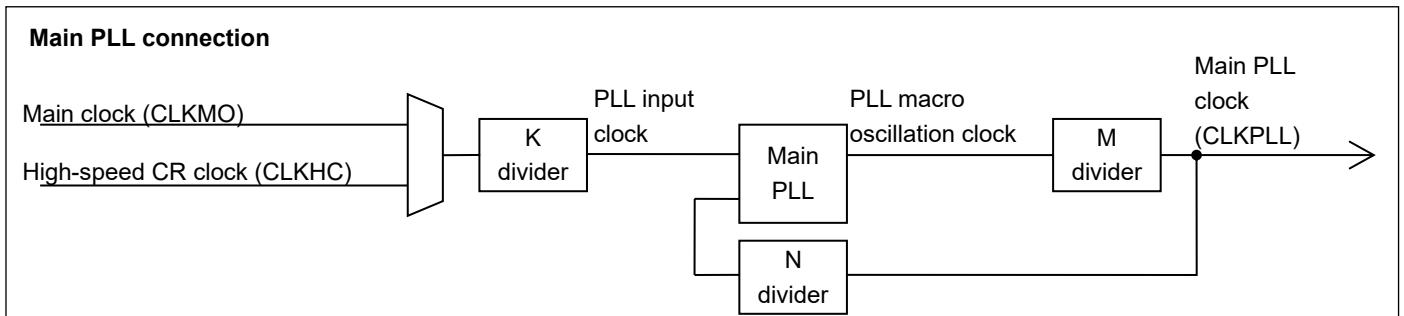 Main PLL connection
Main clock (CLKMO)
High-speed CR clock (CLKHC)
K
divider
PLL input
clock
Main
PLL
N
divider
PLL macro
oscillation clock
M
divider
Main PLL
clock
(CLKPLL)